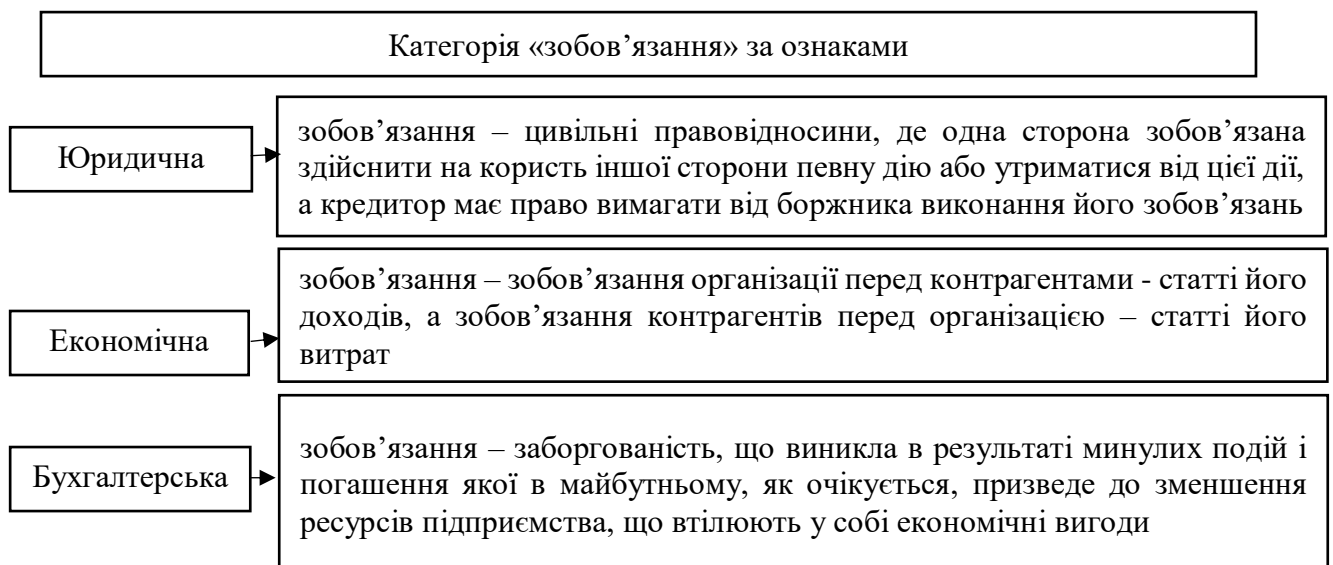 Категорія «зобов’язання» за ознаками
Юридична
зобов’язання – цивільні правовідносини, де одна сторона зобов’язана
здійснити на користь іншої сторони певну дію або утриматися від цієї дії,
а кредитор має право вимагати від боржника виконання його зобов’язань
Економічна
зобов’язання – зобов’язання організації перед контрагентами - статті його
доходів, а зобов’язання контрагентів перед організацією – статті його
витрат
Бухгалтерська
зобов’язання – заборгованість, що виникла в результаті минулих подій і
погашення якої в майбутньому, як очікується, призведе до зменшення
ресурсів підприємства, що втілюють у собі економічні вигоди